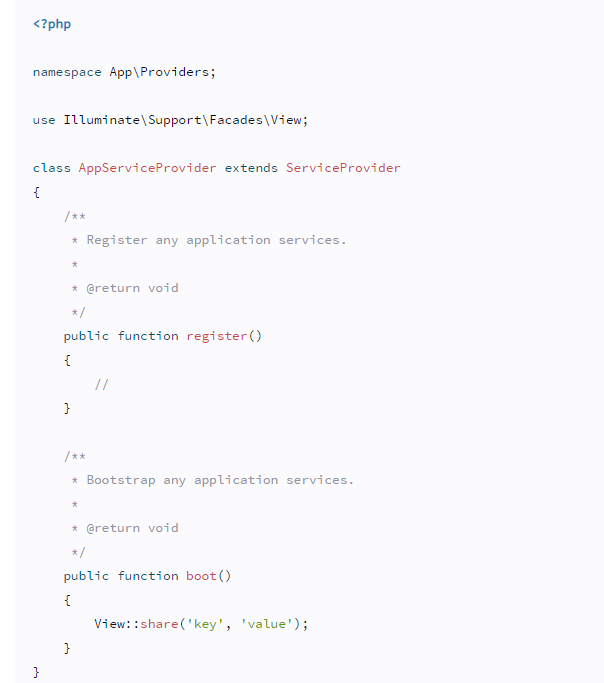 <?php
namespace App\Providers;
use Illuminate\Support\Facades\View;
class AppServiceProvider extends ServiceProvider
{
    /**
     * Register any application services.
     *
     * @return void
     */
    public function register()
    {
        //
    }
    /**
     * Bootstrap any application services.
     *
     * @return void
     */
    public function boot()
    {
        View::share('key', 'value');
    }
}